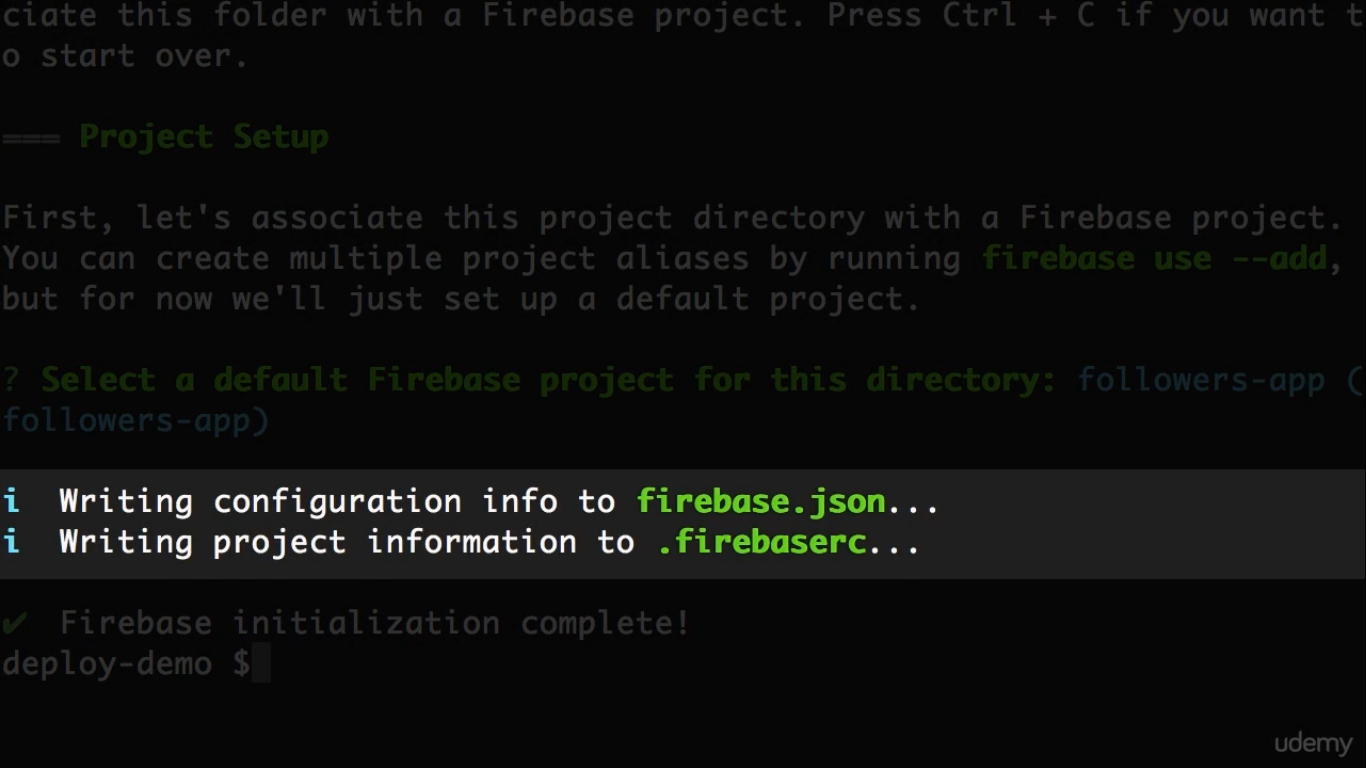 ciate this folder with a Firebase project. Press Ctrl + C if you want t
o start over.
=== Project Setup
First, let's associate this project directory with a Firebase project.
You can create multiple project aliases by running firebase use --add,
but for now we'll just set up a default project.
? Select a default Firebase project for this directory: followers-app (
followers-app)
i  Writing configuration info to firebase.json...
i  Writing project information to .firebaserc...
✔  Firebase initialization complete!
deploy-demo $
udemy